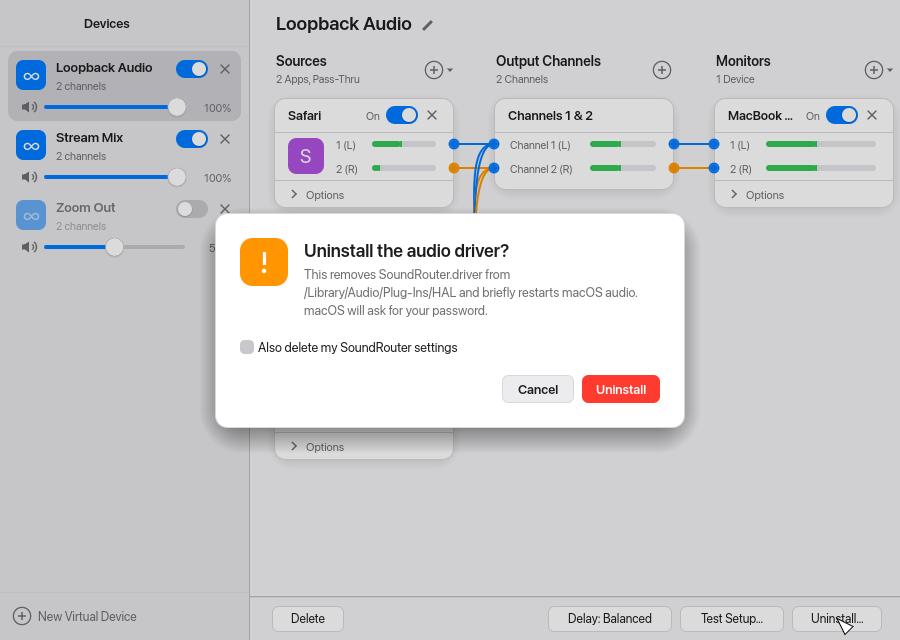 Devices
Loopback Audio
2 channels
100%
Stream Mix
2 channels
100%
Zoom Out
2 channels
New Virtual Device
Loopback Audio
Sources
2 Apps, Pass-Thru
Output Channels
2 Channels
Monitors
1 Device
Safari
On
S
1 (L)
2 (R)
Options
Channels 1 & 2
Channel 1 (L)
Channel 2 (R)
MacBook ...
On
1 (L)
2 (R)
Options
Uninstall the audio driver?
This removes SoundRouter.driver from
/Library/Audio/Plug-Ins/HAL and briefly restarts macOS audio.
macOS will ask for your password.
Also delete my SoundRouter settings
Cancel
Uninstall
Options
Delete
Delay: Balanced
Test Setup...
Uninstall...